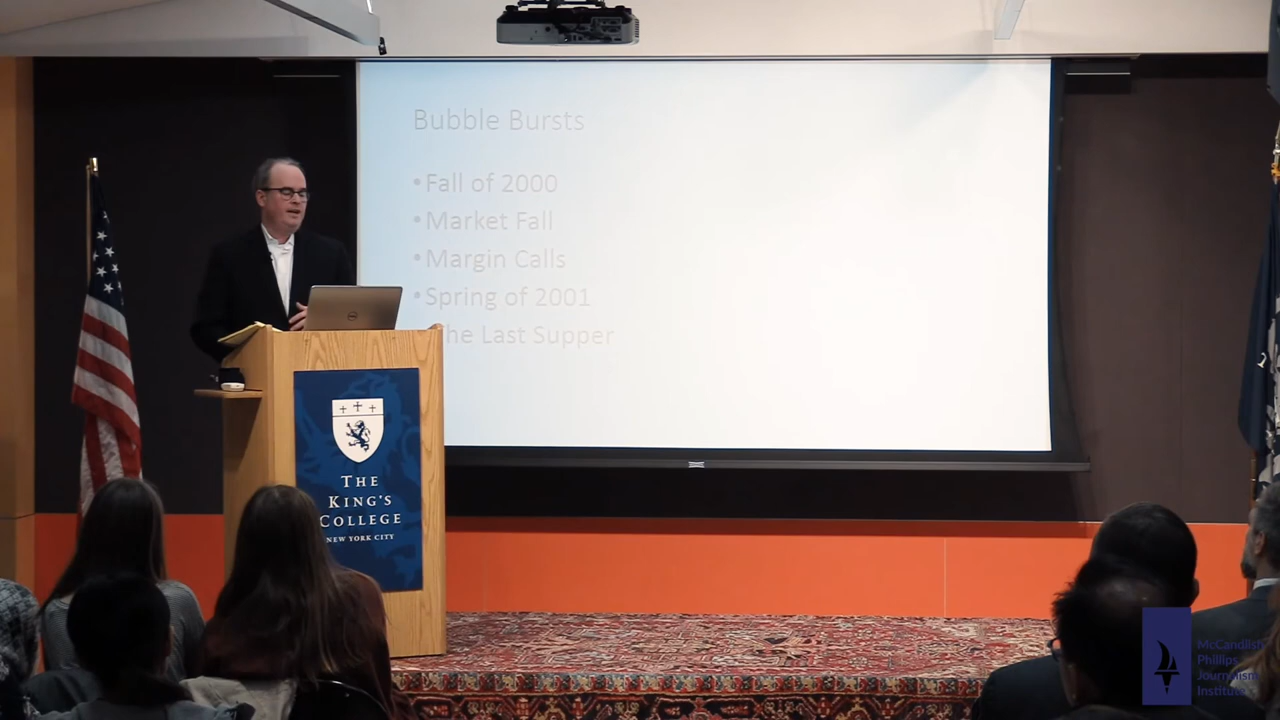 Bubble Bursts
• Fall of 2000
• Market Fall
• Margin Calls
• Spring of 2001
he Last Supper
THE
KING'S
COLLEGE
NEW YORK CITY
McCandlish
Phillips
Journalism
Institute